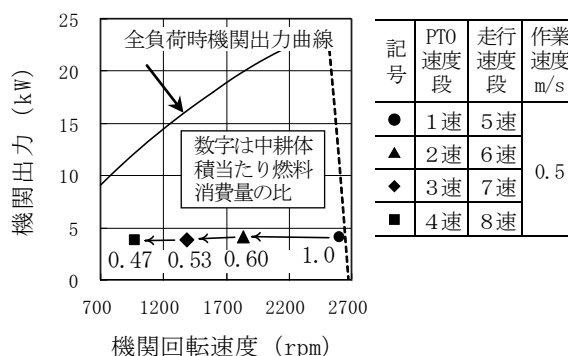 25
20
15
10
5
0
機関出力 (kW)
全負荷時機関出力曲線
数字は中耕体
積当たり燃料
消費量の比
0.47 0.53 0.60 1.0
700 1200 1700 2200 2700
機関回転速度 (rpm)
記号 PTO速度段 走行速度段 作業速度 m/s
● 1速 5速
▲ 2速 6速
0.5
◆ 3速 7速
■ 4速 8速